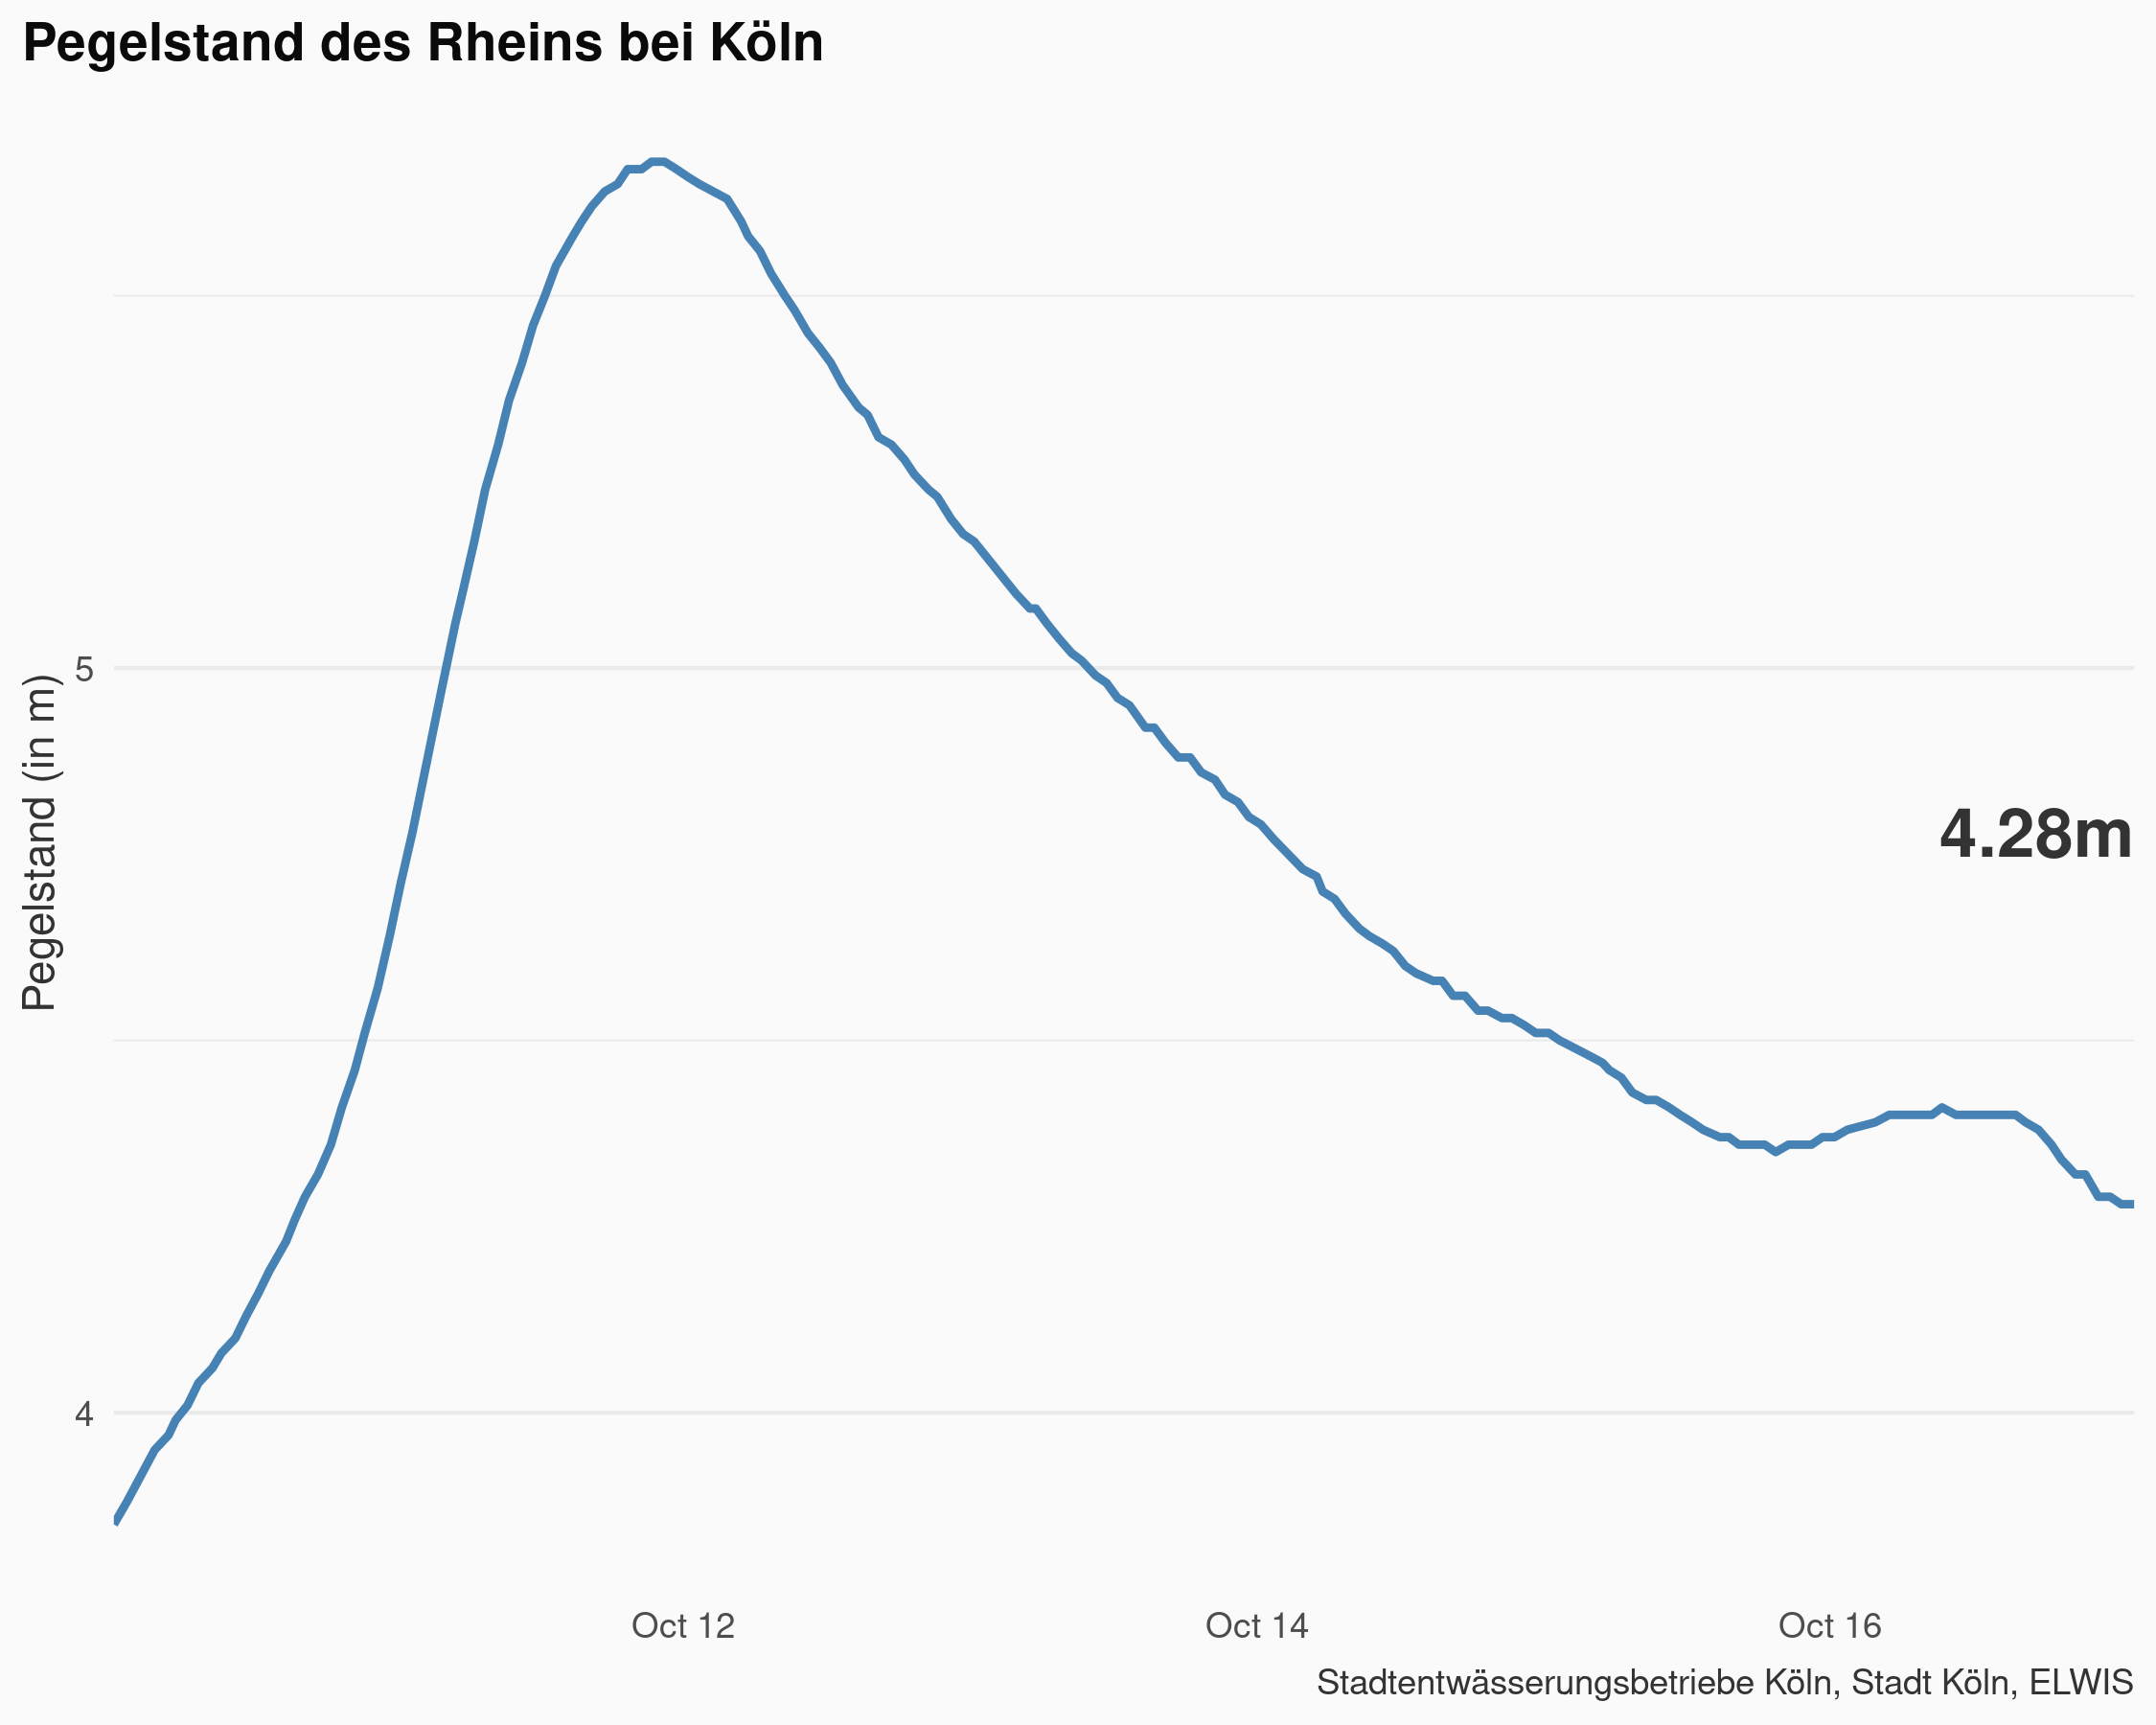 Pegelstand des Rheins bei Köln
Pegelstand (in m)
5
4
4.28m
Oct 12
Oct 14
Oct 16
Stadtentwässerungsbetriebe Köln, Stadt Köln, ELWIS